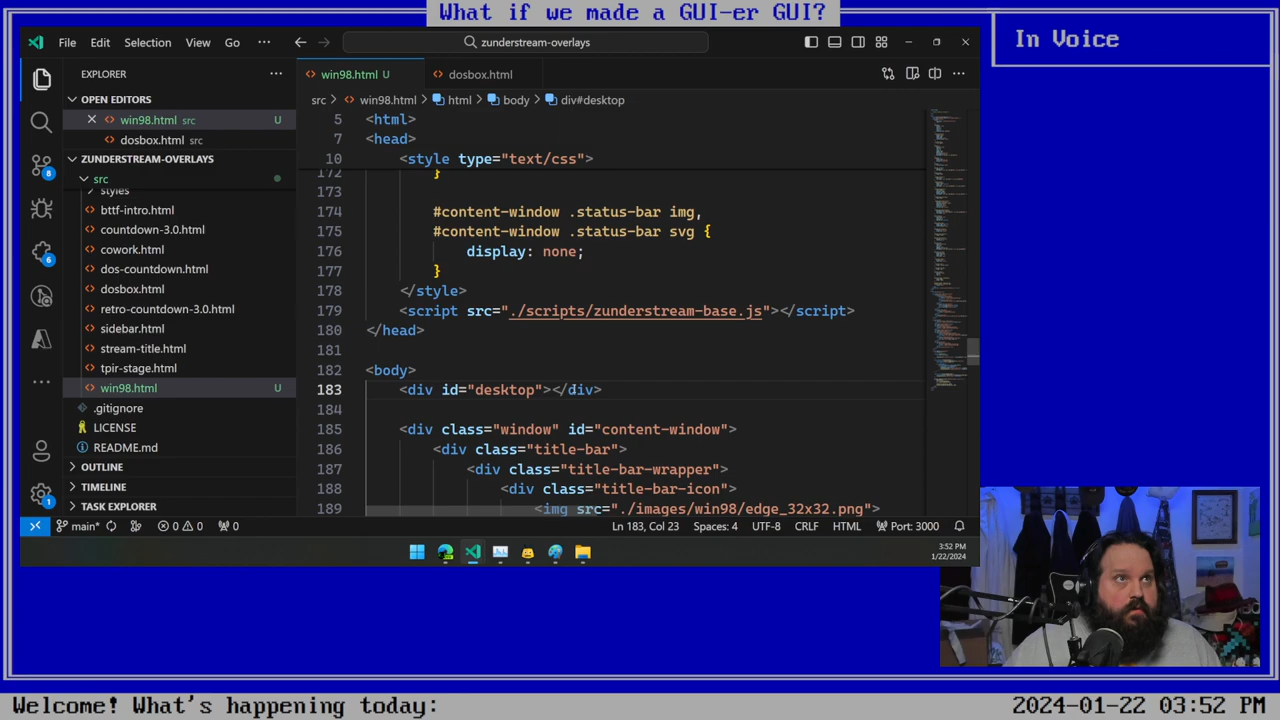 What if we made a GUI-er GUI?
In Voice
File Edit Selection View Go ···
zunderstream-overlays
EXPLORER
OPEN EDITORS
win98.html src U
dosbox.html src
ZUNDERSTREAM-OVERLAYS
src
styles
bttf-intro.html
countdown-3.0.html
cowork.html
dos-countdown.html
dosbox.html
retro-countdown-3.0.html
sidebar.html
stream-title.html
tpir-stage.html
win98.html U
.gitignore
LICENSE
README.md
OUTLINE
TIMELINE
TASK EXPLORER
8
6
1
win98.html U
dosbox.html
src > win98.html > html > body > div#desktop
5 <html>
7 <head>
10 <style type="text/css">
172 }
173
174 #content-window .status-bar img,
175 #content-window .status-bar svg {
176 display: none;
177 }
178 <style>
179 <script src="./scripts/zunderstream-base.js"></script>
180 </head>
181
182 <body>
183 <div id="desktop"></div>
184
185 <div class="window" id="content-window">
186 <div class="title-bar">
187 <div class="title-bar-wrapper">
188 <div class="title-bar-icon">
189 <img src="./images/win98/edge_32x32.png">
main* 0 0 0
Ln 183, Col 23 Spaces: 4 UTF-8 CRLF HTML Port: 3000
3:52 PM
1/22/2024
Welcome! What's happening today:
2024-01-22 03:52 PM